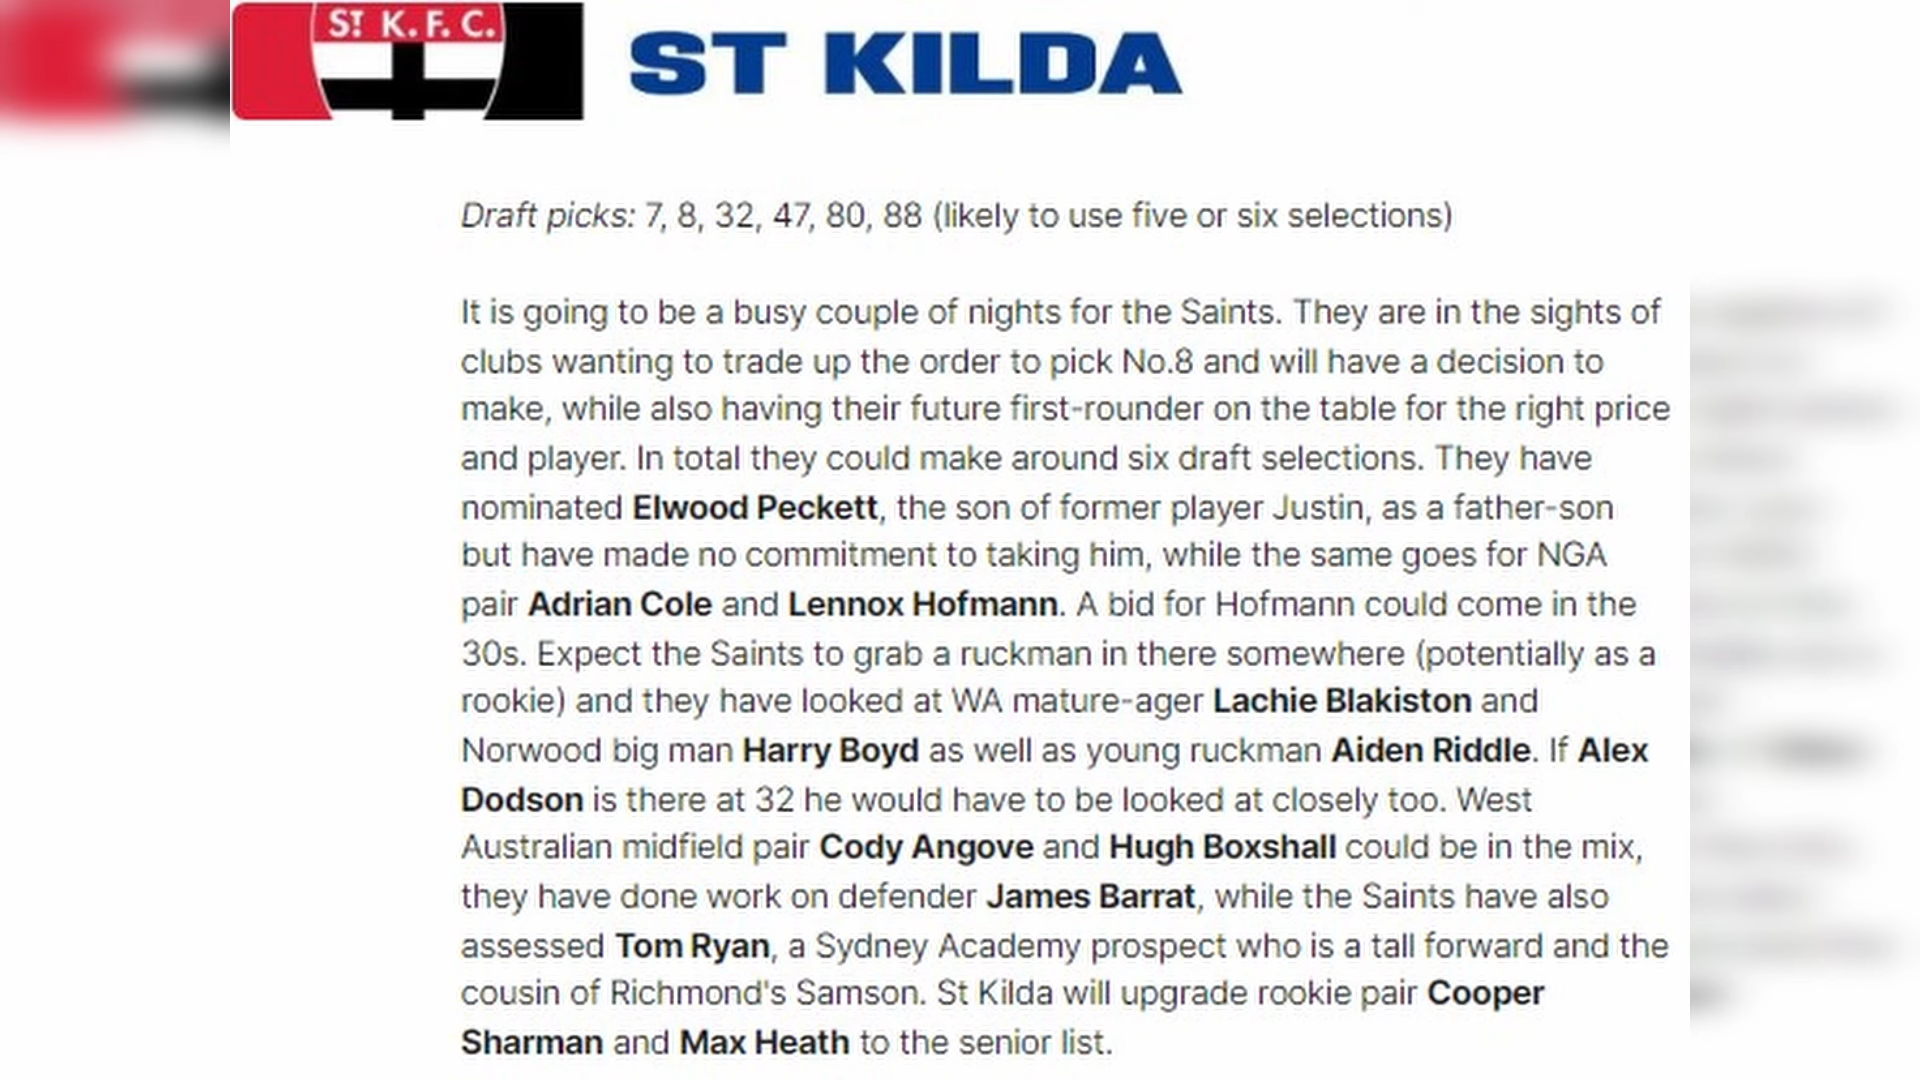 ST K. F. C.
ST KILDA
Draft picks: 7, 8, 32, 47, 80, 88 (likely to use five or six selections)
It is going to be a busy couple of nights for the Saints. They are in the sights of
clubs wanting to trade up the order to pick No.8 and will have a decision to
make, while also having their future first-rounder on the table for the right price
and player. In total they could make around six draft selections. They have
nominated Elwood Peckett, the son of former player Justin, as a father-son
but have made no commitment to taking him, while the same goes for NGA
pair Adrian Cole and Lennox Hofmann. A bid for Hofmann could come in the
30s. Expect the Saints to grab a ruckman in there somewhere (potentially as a
rookie) and they have looked at WA mature-ager Lachie Blakiston and
Norwood big man Harry Boyd as well as young ruckman Aiden Riddle. If Alex
Dodson is there at 32 he would have to be looked at closely too. West
Australian midfield pair Cody Angove and Hugh Boxshall could be in the mix,
they have done work on defender James Barrat, while the Saints have also
assessed Tom Ryan, a Sydney Academy prospect who is a tall forward and the
cousin of Richmond's Samson. St Kilda will upgrade rookie pair Cooper
Sharman and Max Heath to the senior list.